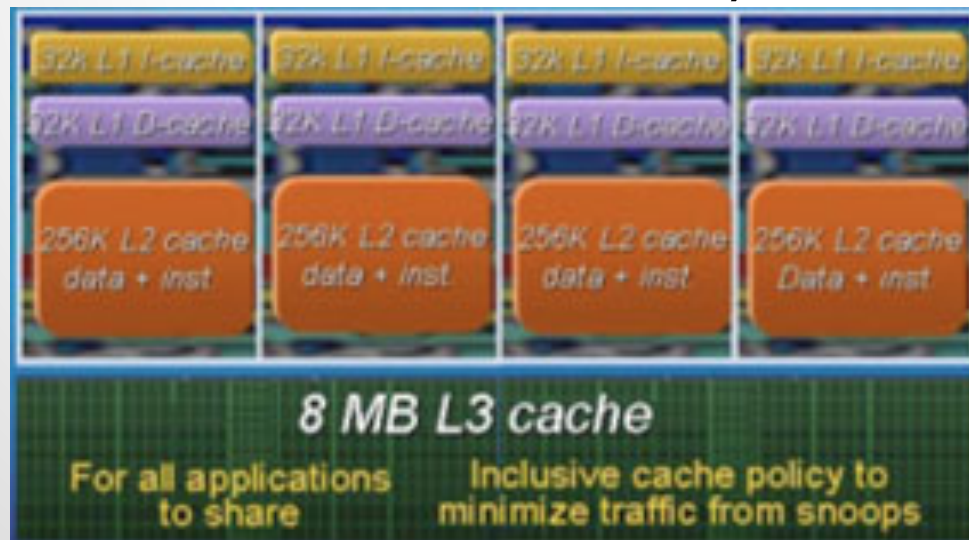 32k L1 I-cache 32k L1 I-cache 32k L1 I-cache 32k L1 I-cache
32K L1 D-cache 32K L1 D-cache 32K L1 D-cache 32K L1 D-cache
256K L2 cache 256K L2 cache 256K L2 cache 256K L2 cache
data + inst. data + inst. data + inst. Data + inst.
8 MB L3 cache
For all applications
to share
Inclusive cache policy to
minimize traffic from snoops